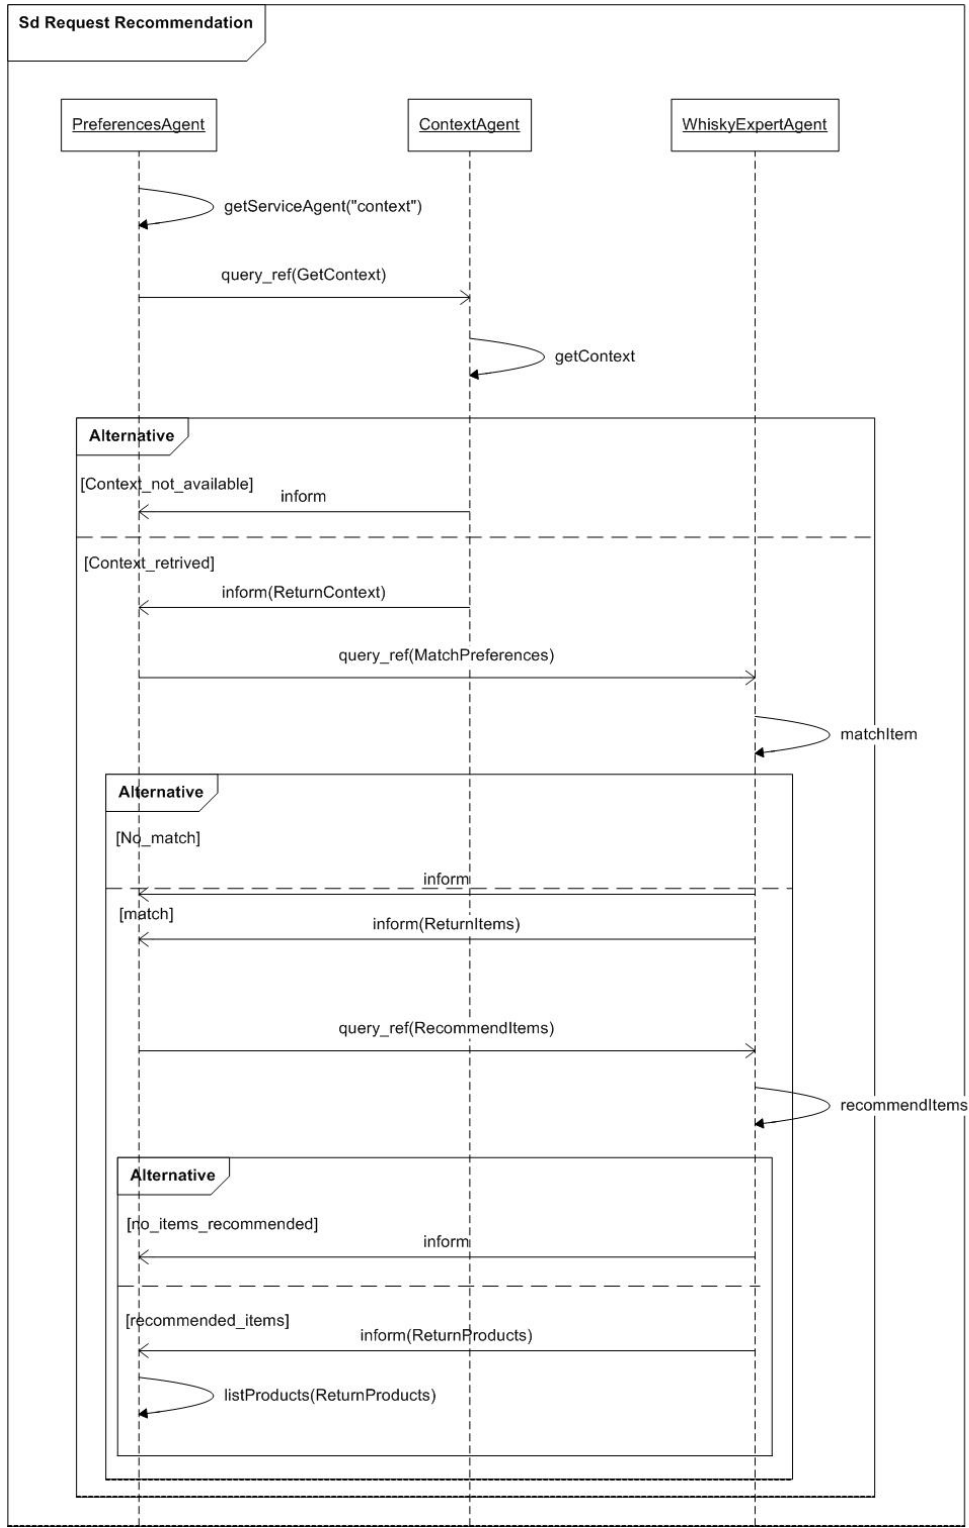 Sd Request Recommendation
PreferencesAgent
ContextAgent
WhiskyExpertAgent
getServiceAgent("context")
query_ref(GetContext)
getContext
Alternative
[Context_not_available]
inform
[Context_retrived]
inform(ReturnContext)
query_ref(MatchPreferences)
matchItem
Alternative
[No_match]
inform
[match]
inform(ReturnItems)
query_ref(RecommendItems)
recommendItems
Alternative
[no_items_recommended]
inform
[recommended_items]
inform(ReturnProducts)
listProducts(ReturnProducts)